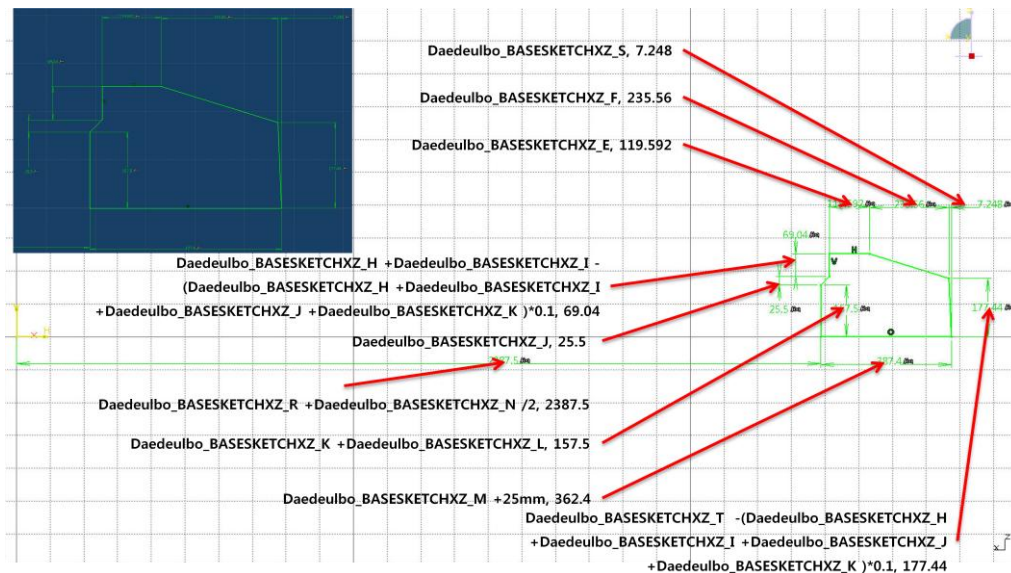 Daedeulbo_BASESKETCHXZ_S, 7.248
Daedeulbo_BASESKETCHXZ_F, 235.56
Daedeulbo_BASESKETCHXZ_E, 119.592
7.248
69.04
H
V
Daedeulbo_BASESKETCHXZ_H +Daedeulbo_BASESKETCHXZ_I -
(Daedeulbo_BASESKETCHXZ_H +Daedeulbo_BASESKETCHXZ_I
+Daedeulbo_BASESKETCHXZ_J +Daedeulbo_BASESKETCHXZ_K )*0.1, 69.04
25.5
177.44
Daedeulbo_BASESKETCHXZ_J, 25.5
Daedeulbo_BASESKETCHXZ_R +Daedeulbo_BASESKETCHXZ_N /2, 2387.5
Daedeulbo_BASESKETCHXZ_K +Daedeulbo_BASESKETCHXZ_L, 157.5
Daedeulbo_BASESKETCHXZ_M +25mm, 362.4
Daedeulbo_BASESKETCHXZ_T -(Daedeulbo_BASESKETCHXZ_H
+Daedeulbo_BASESKETCHXZ_I +Daedeulbo_BASESKETCHXZ_J
+Daedeulbo_BASESKETCHXZ_K )*0.1, 177.44